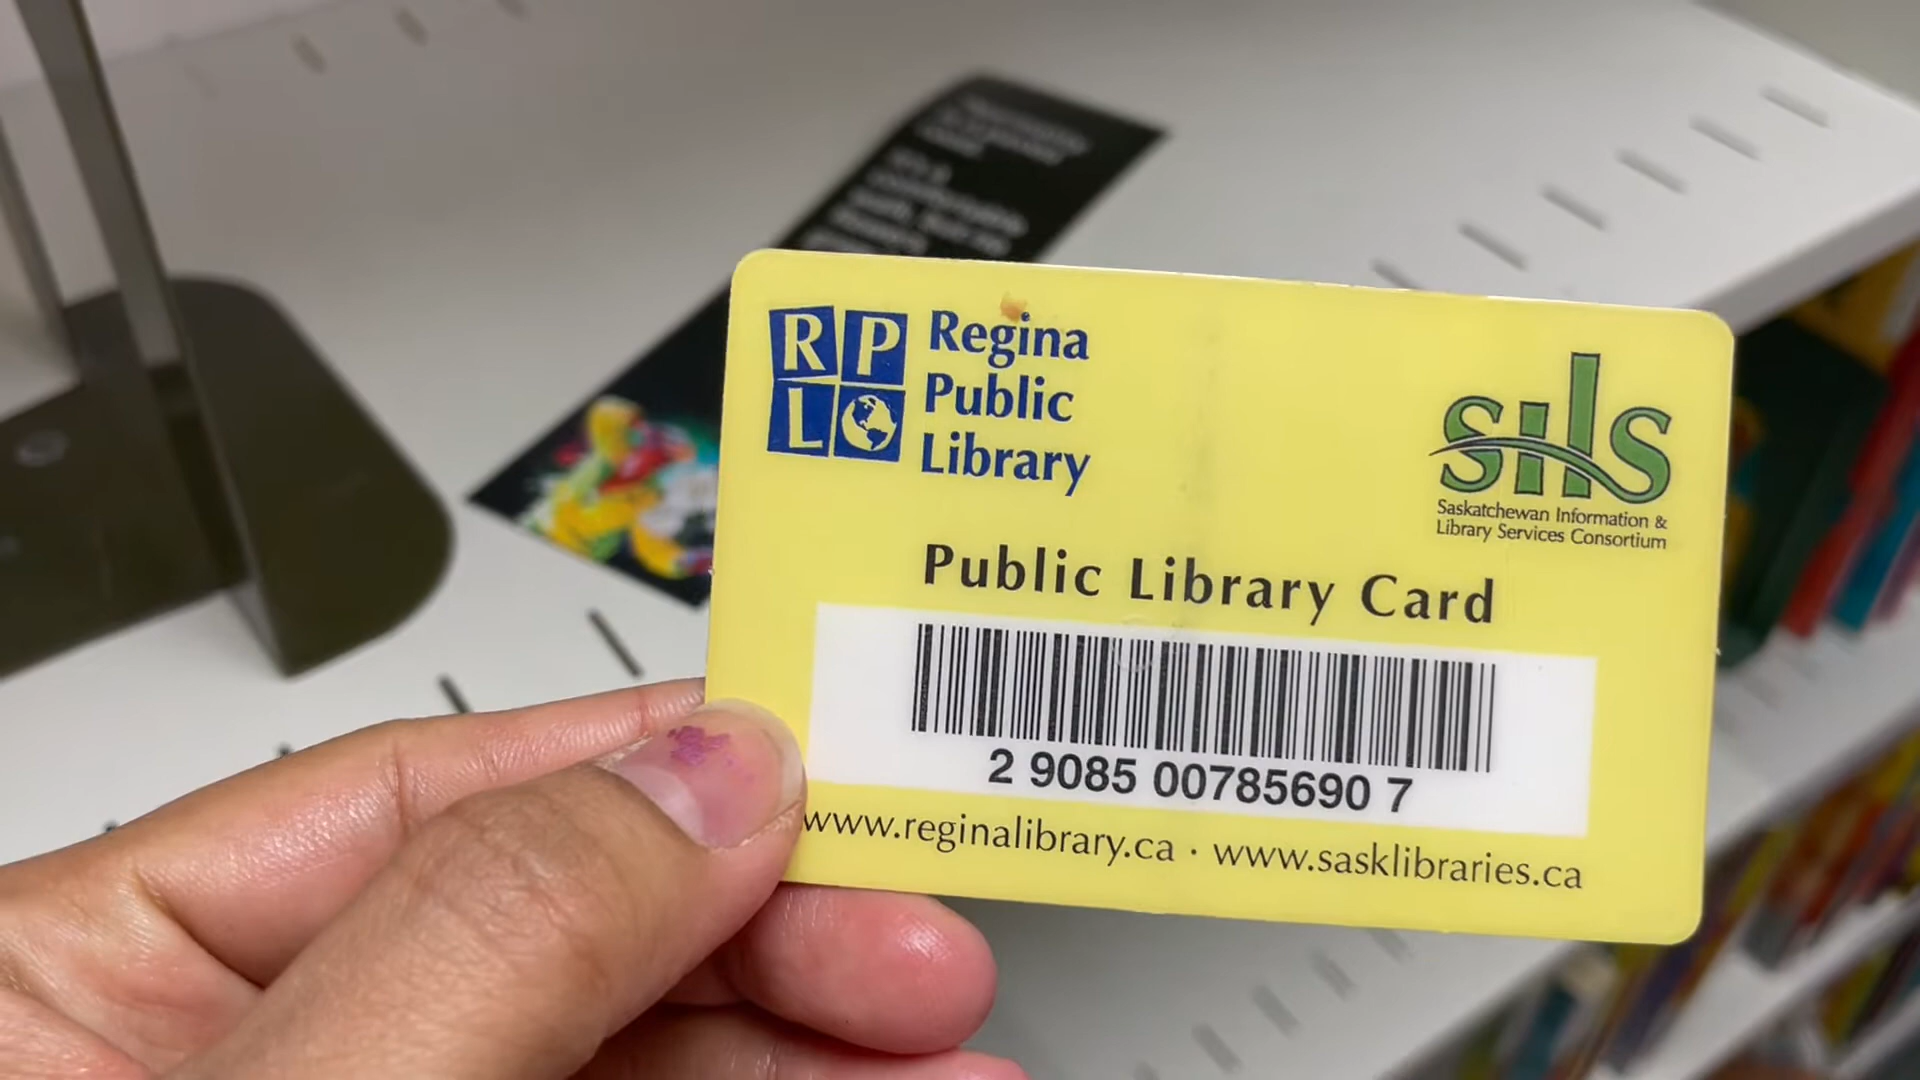 R P
L
Regina
Public
Library
sils
Saskatchewan Information &
Library Services Consortium
Public Library Card
2 9085 00785690 7
www.reginalibrary.ca · www.sasklibraries.ca